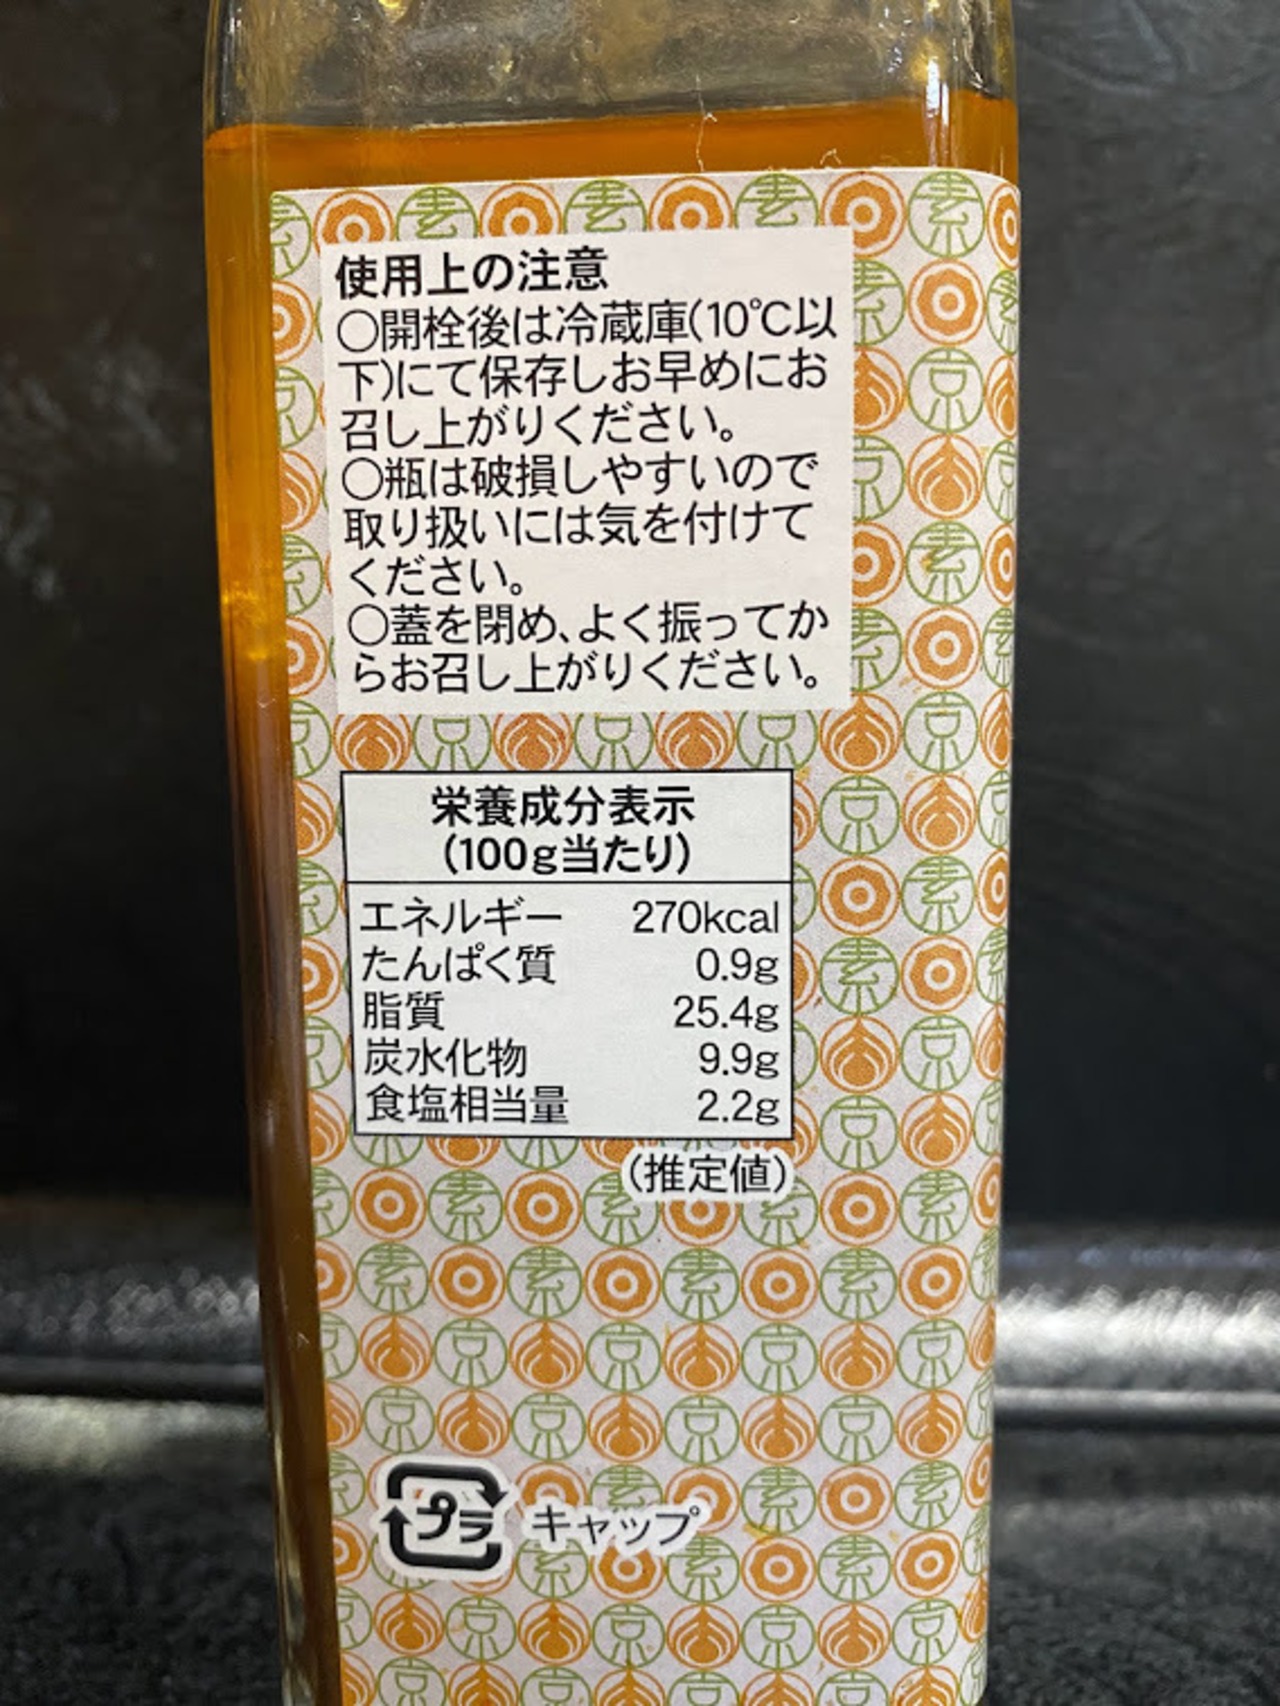 使用上の注意
○開栓後は冷蔵庫(10℃以
下)にて保存しお早めにお
召し上がりください。
○瓶は破損しやすいので
取り扱いには気を付けて
ください。
○蓋を閉め、よく振ってか
らお召し上がりください。
栄養成分表示
(100g当たり)
エネルギー 270kcal
たんぱく質 0.9g
脂質 25.4g
炭水化物 9.9g
食塩相当量 2.2g
(推定値)
プラ キャップ